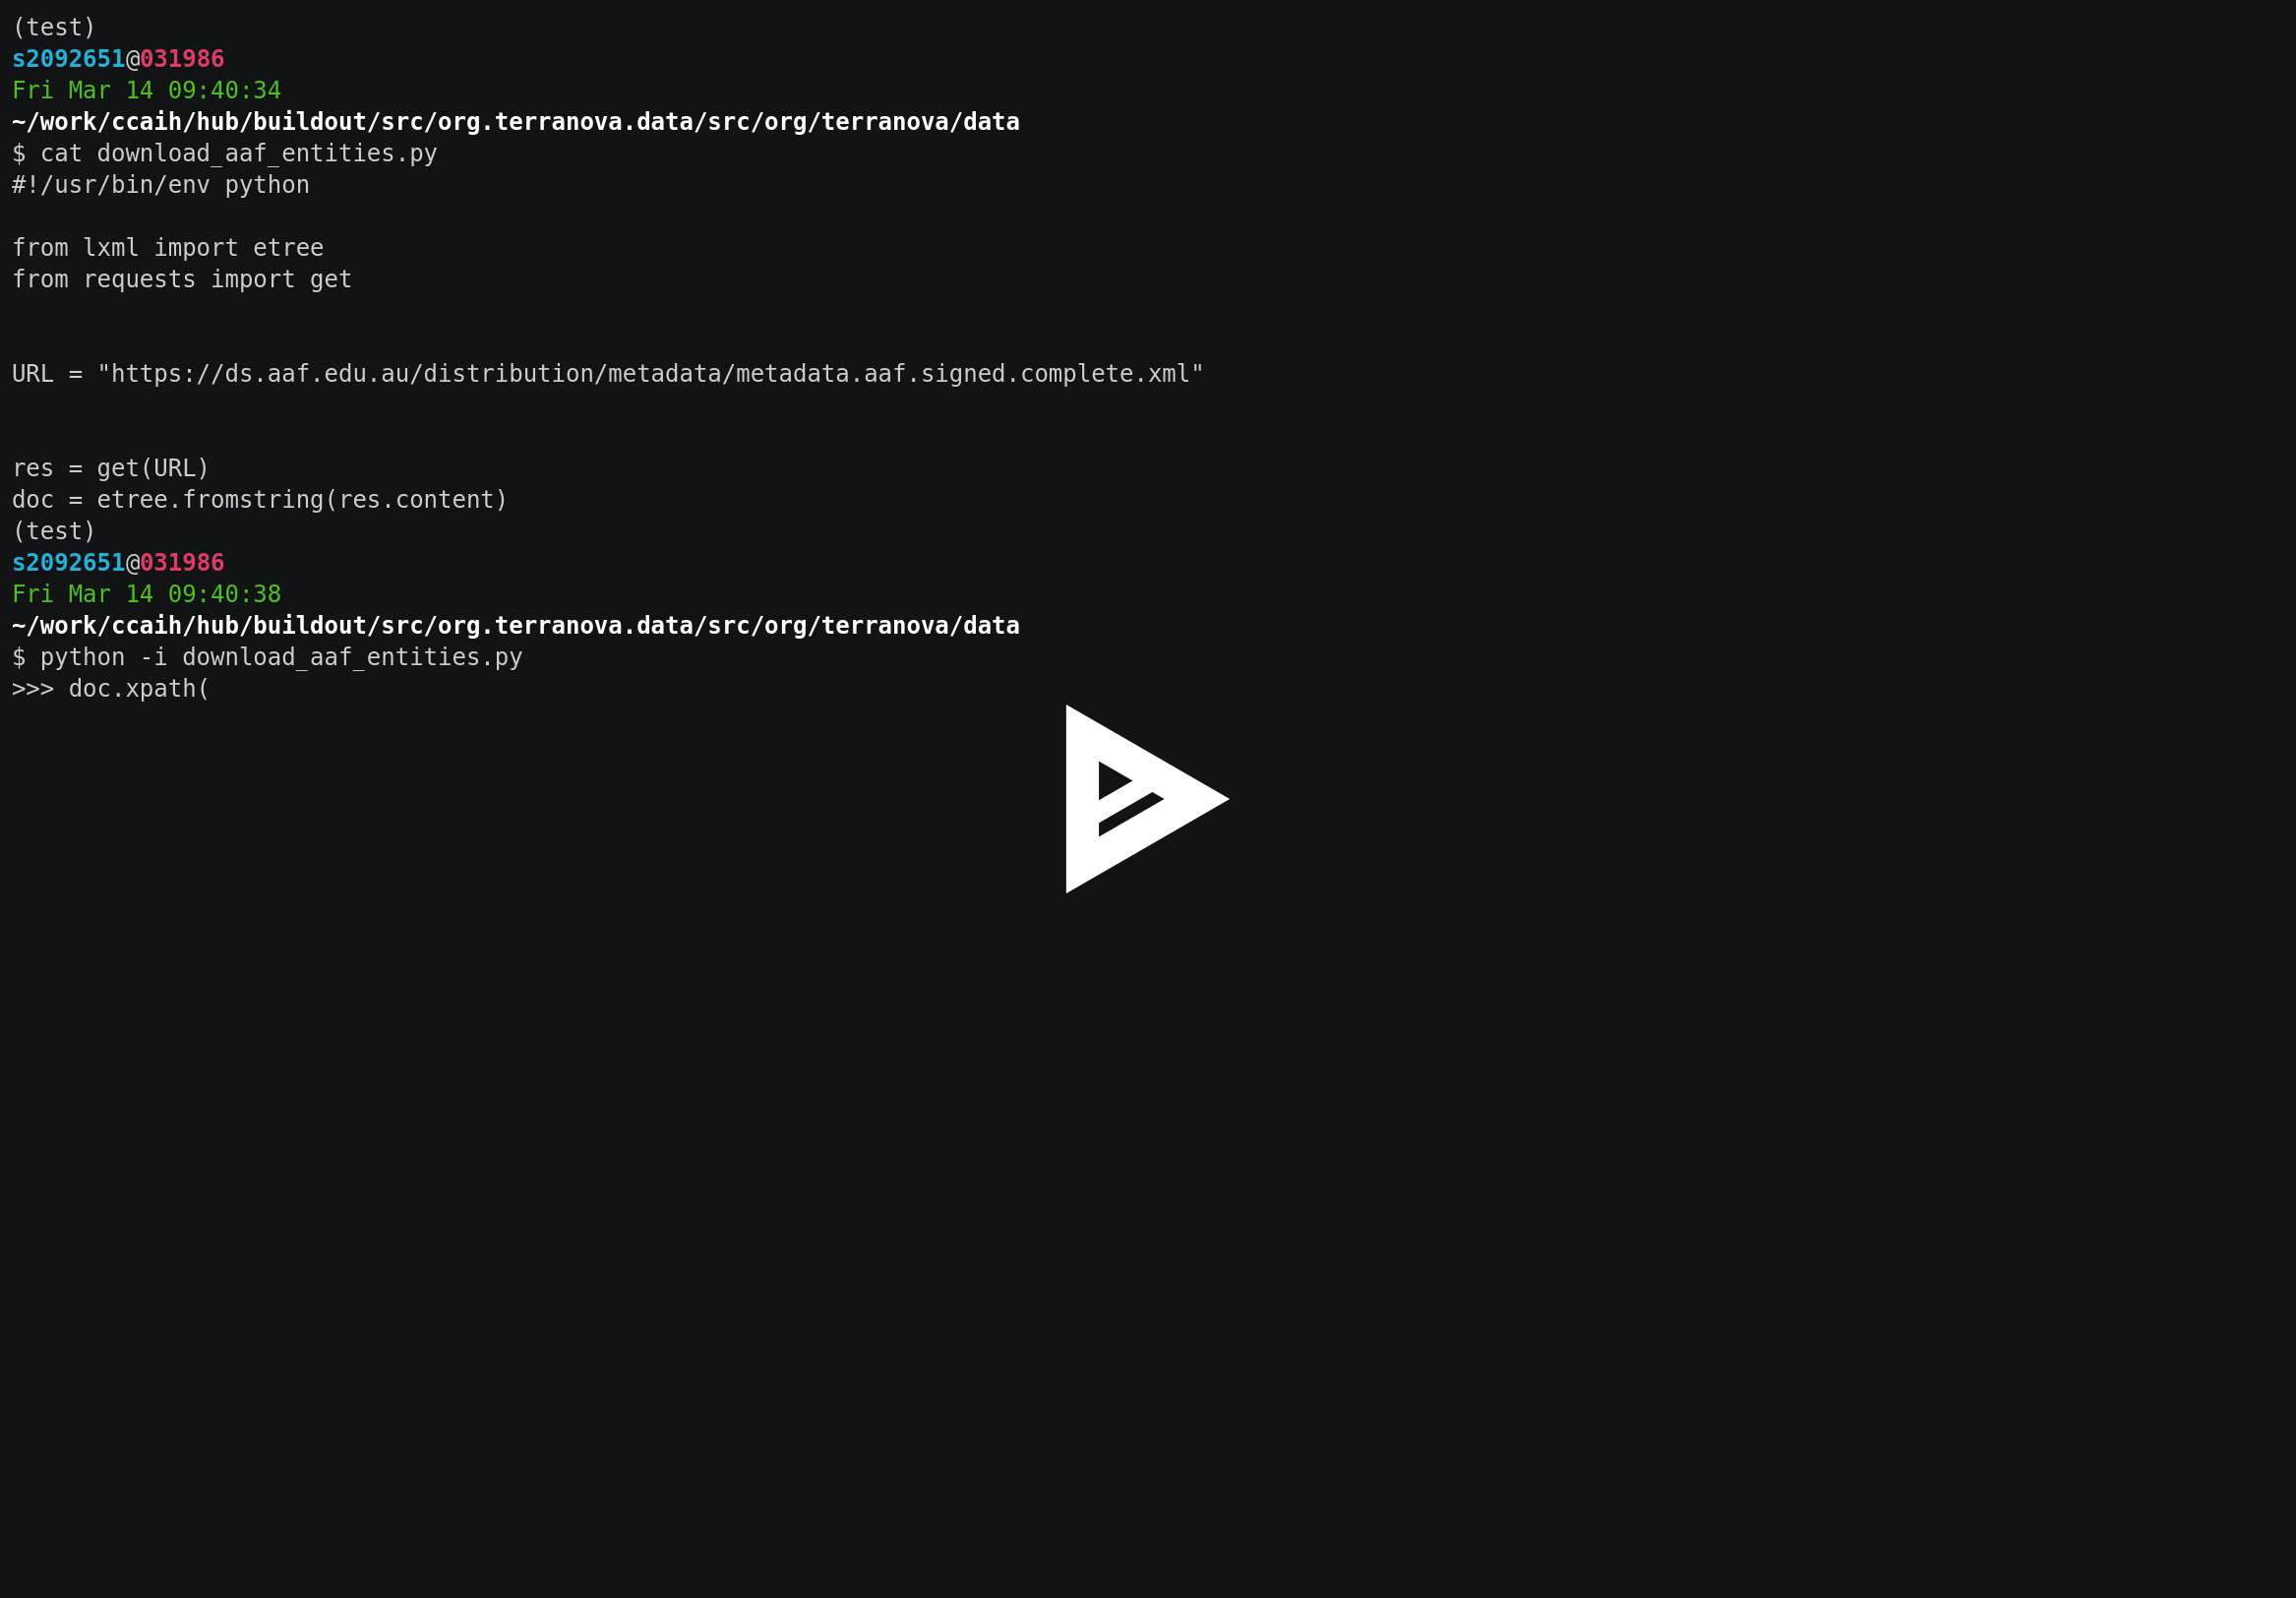 (test)
s2092651@031986
Fri Mar 14 09:40:34
~/work/ccaih/hub/buildout/src/org.terranova.data/src/org/terranova/data
$ cat download_aaf_entities.py
#!/usr/bin/env python
from lxml import etree
from requests import get
URL = "https://ds.aaf.edu.au/distribution/metadata/metadata.aaf.signed.complete.xml"
res = get(URL)
doc = etree.fromstring(res.content)
(test)
s2092651@031986
Fri Mar 14 09:40:38
~/work/ccaih/hub/buildout/src/org.terranova.data/src/org/terranova/data
$ python -i download_aaf_entities.py
>>> doc.xpath(